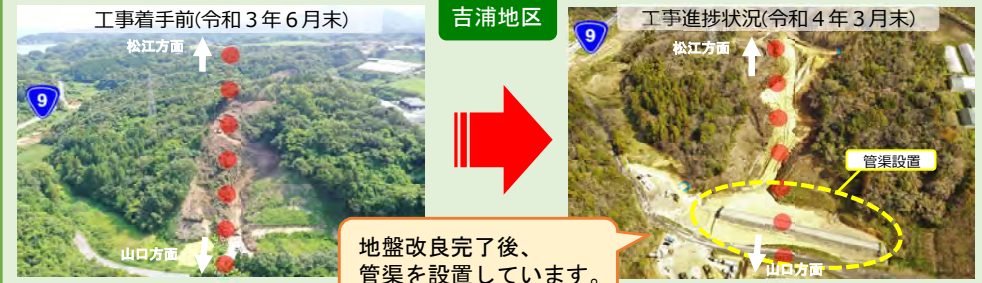 工事着手前(令和３年６月末)
松江方面
9
山口方面
吉浦地区
地盤改良完了後、
管渠を設置しています。
工事進捗状況(令和４年３月末)
9
松江方面
管渠設置
山口方面